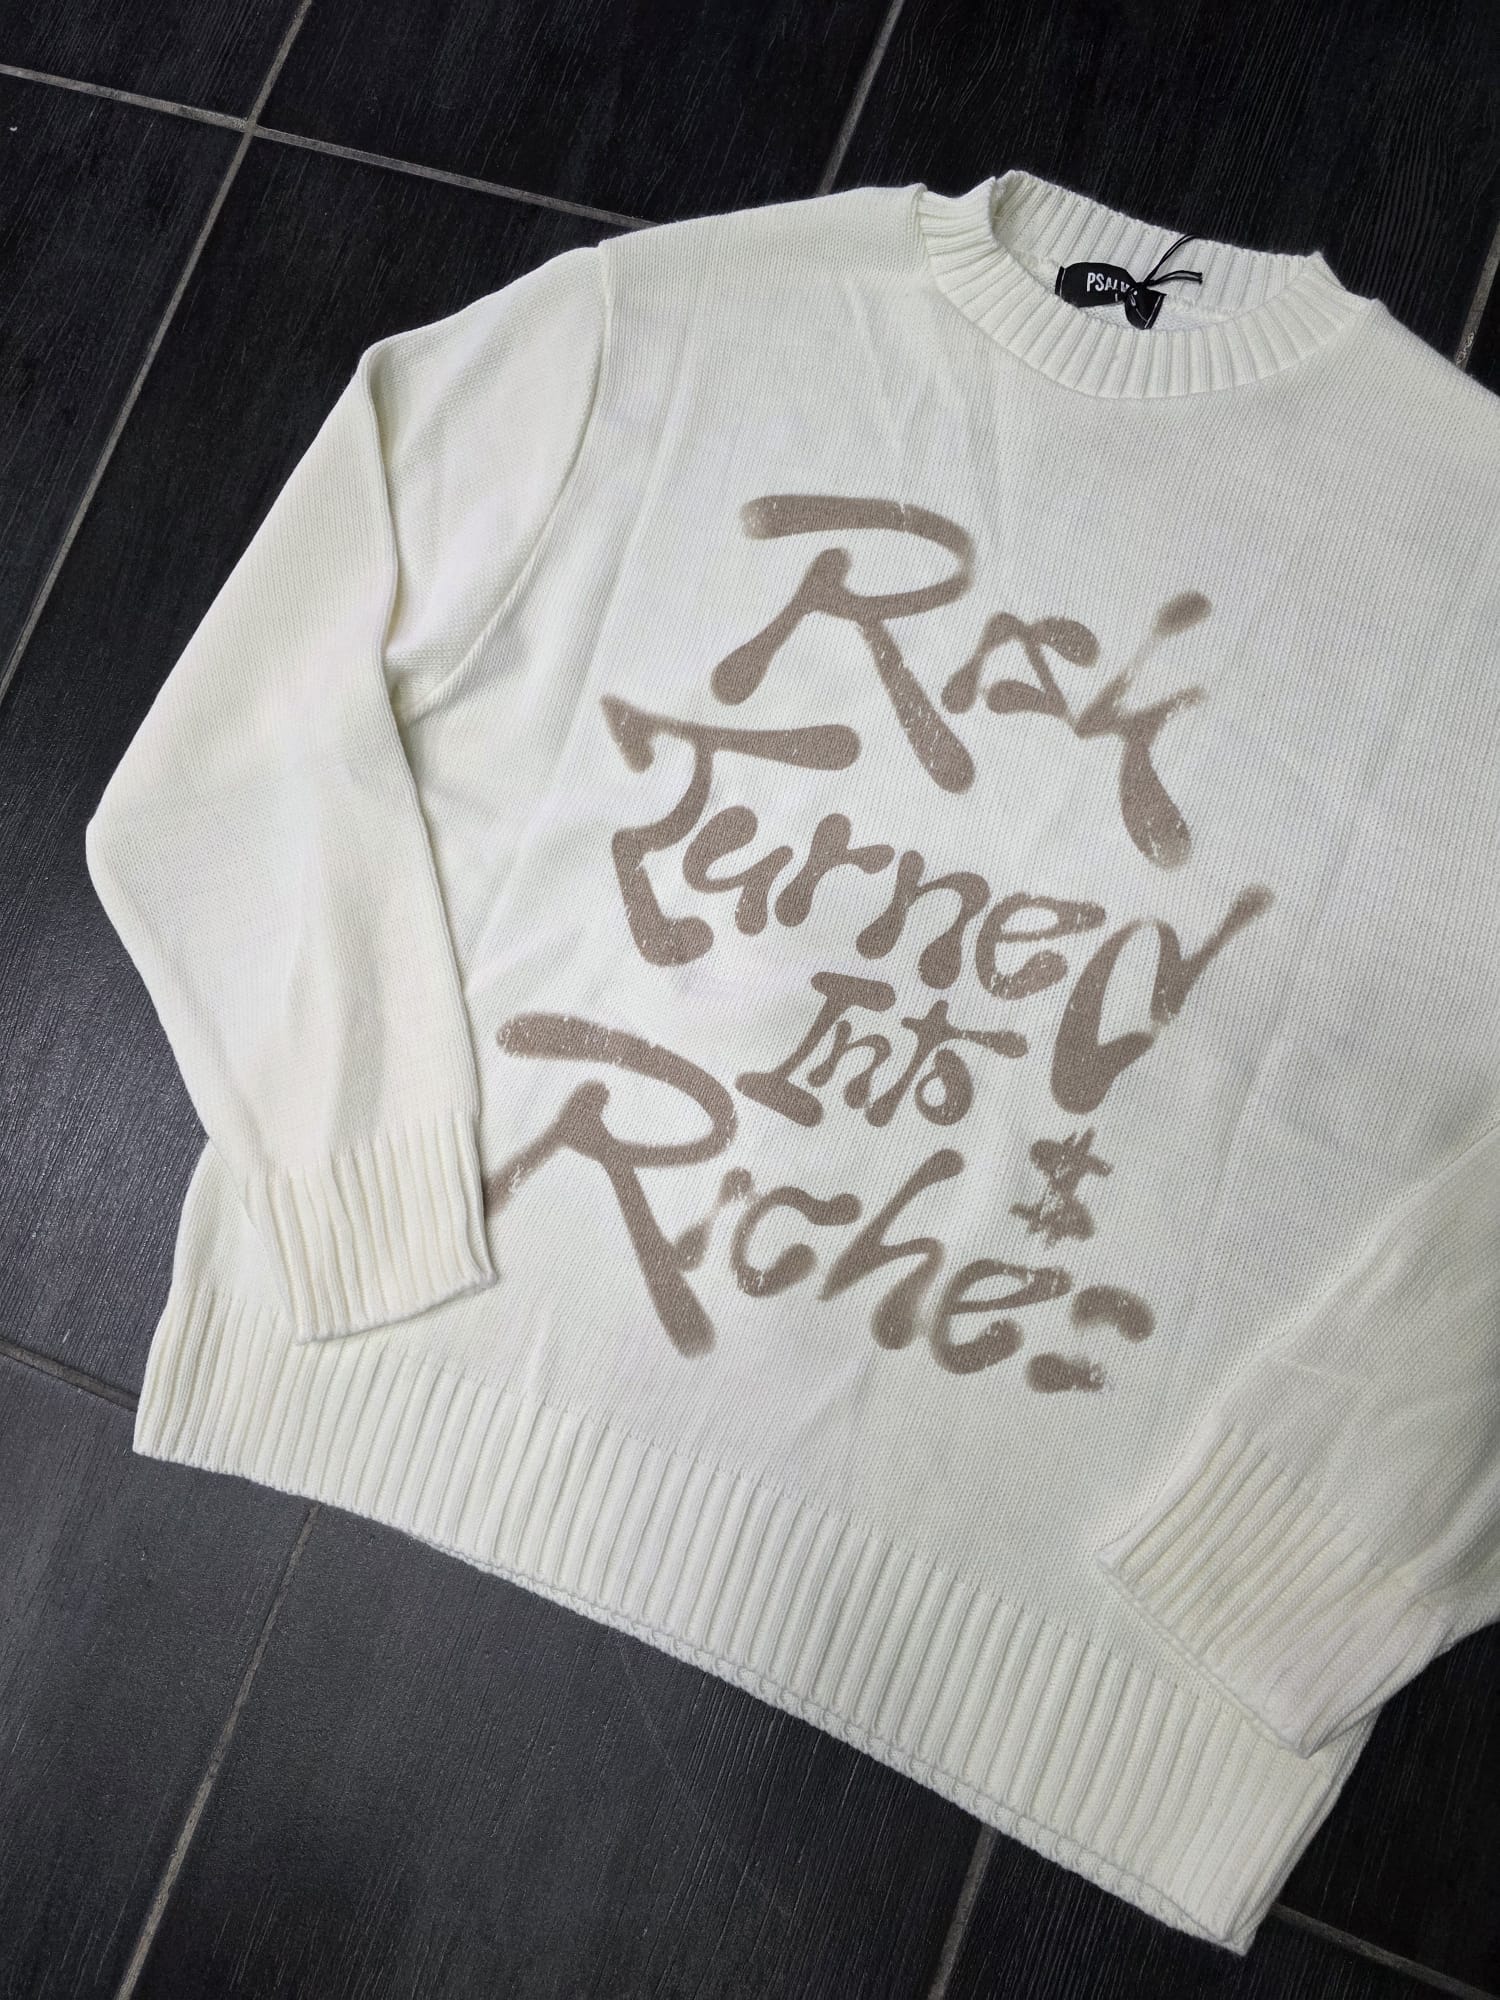 PSALMS
Risk
Turned
Into
$
Riches